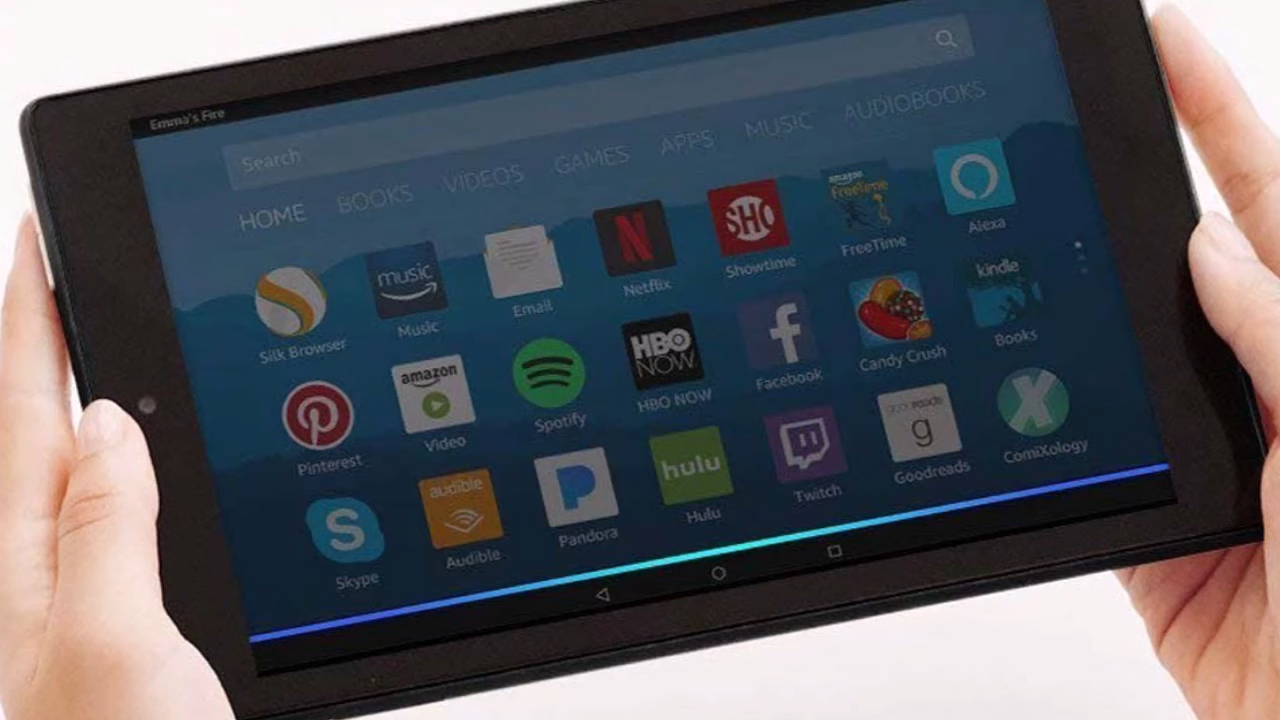 Emma's Fire
Search
HOME BOOKS VIDEOS GAMES APPS MUSIC AUDIOBOOKS
music
N
SHO
amazon
FreeTime
Silk Browser Music Email Netflix Showtime FreeTime Alexa
P
amazon
HBO
NOW
f
kindle
Pinterest Video Spotify HBO NOW Facebook Candy Crush Books
S
audible
P
hulu
goodreads
g
X
Skype Audible Pandora Hulu Twitch Goodreads ComiXology